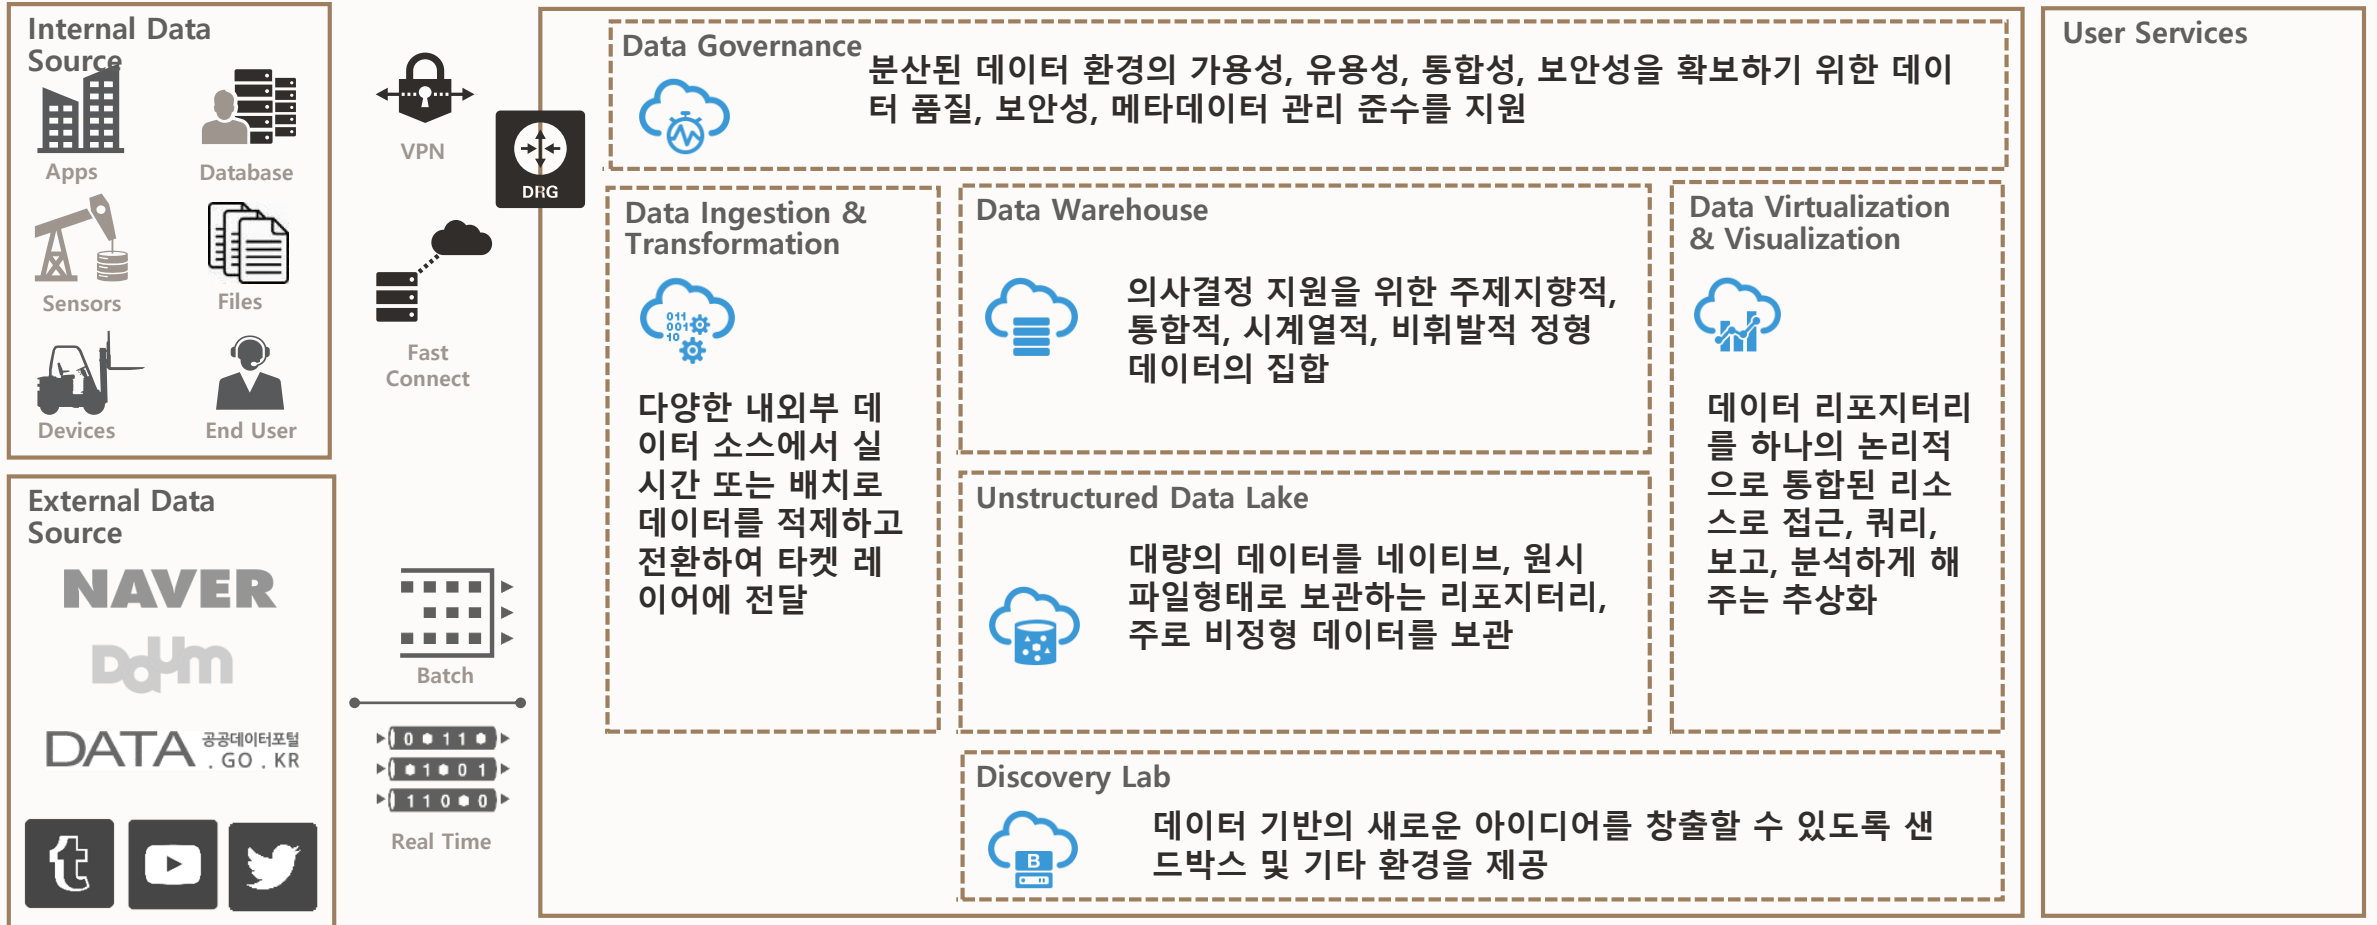 Internal Data
Source
Apps
Database
Sensors
Files
Devices
End User
External Data
Source
NAVER
Daum
DATA 공공데이터포털
. GO . KR
t
VPN
DRG
Fast
Connect
Batch
0 1 1
1 0 1
1 1 0 0
Real Time
Data Governance
분산된 데이터 환경의 가용성, 유용성, 통합성, 보안성을 확보하기 위한 데이
터 품질, 보안성, 메타데이터 관리 준수를 지원
Data Ingestion &
Transformation
011
001
10
다양한 내외부 데
이터 소스에서 실
시간 또는 배치로
데이터를 적제하고
전환하여 타켓 레
이어에 전달
Data Warehouse
의사결정 지원을 위한 주제지향적,
통합적, 시계열적, 비휘발적 정형
데이터의 집합
Unstructured Data Lake
대량의 데이터를 네이티브, 원시
파일형태로 보관하는 리포지터리,
주로 비정형 데이터를 보관
Data Virtualization
& Visualization
데이터 리포지터리
를 하나의 논리적
으로 통합된 리소
스로 접근, 쿼리,
보고, 분석하게 해
주는 추상화
Discovery Lab
B
데이터 기반의 새로운 아이디어를 창출할 수 있도록 샌
드박스 및 기타 환경을 제공
User Services